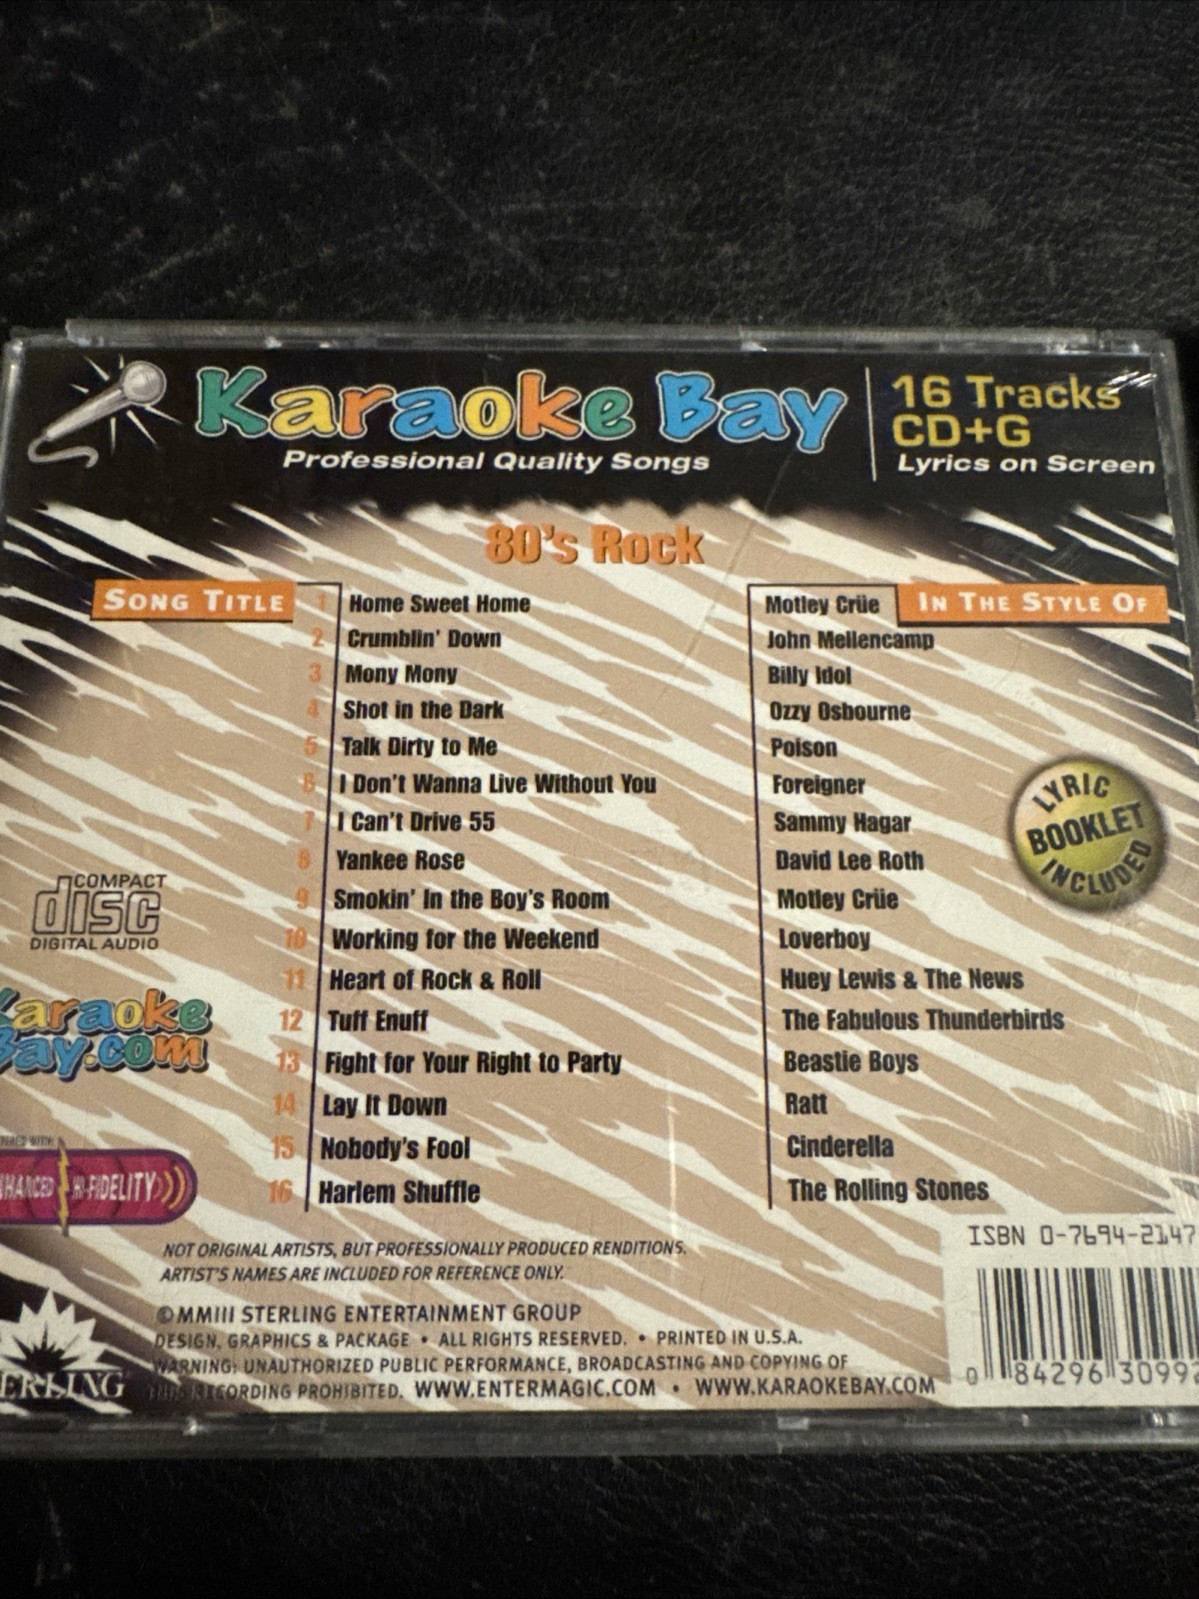 Karaoke Bay
Professional Quality Songs
16 Tracks
CD+G
Lyrics on Screen
80's Rock
SONG TITLE
IN THE STYLE OF
1 Home Sweet Home Motley Crüe
2 Crumblin' Down John Mellencamp
3 Mony Mony Billy Idol
4 Shot in the Dark Ozzy Osbourne
5 Talk Dirty to Me Poison
6 I Don't Wanna Live Without You Foreigner
7 I Can't Drive 55 Sammy Hagar
8 Yankee Rose David Lee Roth
9 Smokin' In the Boy's Room Motley Crüe
10 Working for the Weekend Loverboy
11 Heart of Rock & Roll Huey Lewis & The News
12 Tuff Enuff The Fabulous Thunderbirds
13 Fight for Your Right to Party Beastie Boys
14 Lay It Down Ratt
15 Nobody's Fool Cinderella
16 Harlem Shuffle The Rolling Stones
LYRIC
BOOKLET
INCLUDED
COMPACT
disc
DIGITAL AUDIO
Karaoke
Bay.com
HI-FIDELITY
NOT ORIGINAL ARTISTS, BUT PROFESSIONALLY PRODUCED RENDITIONS.
ARTIST'S NAMES ARE INCLUDED FOR REFERENCE ONLY.
©MMIII STERLING ENTERTAINMENT GROUP
DESIGN, GRAPHICS & PACKAGE • ALL RIGHTS RESERVED. • PRINTED IN U.S.A.
WARNING: UNAUTHORIZED PUBLIC PERFORMANCE, BROADCASTING AND COPYING OF
THIS RECORDING PROHIBITED. WWW.ENTERMAGIC.COM • WWW.KARAOKEBAY.COM
ISBN 0-7694-2147
0 84296 30992